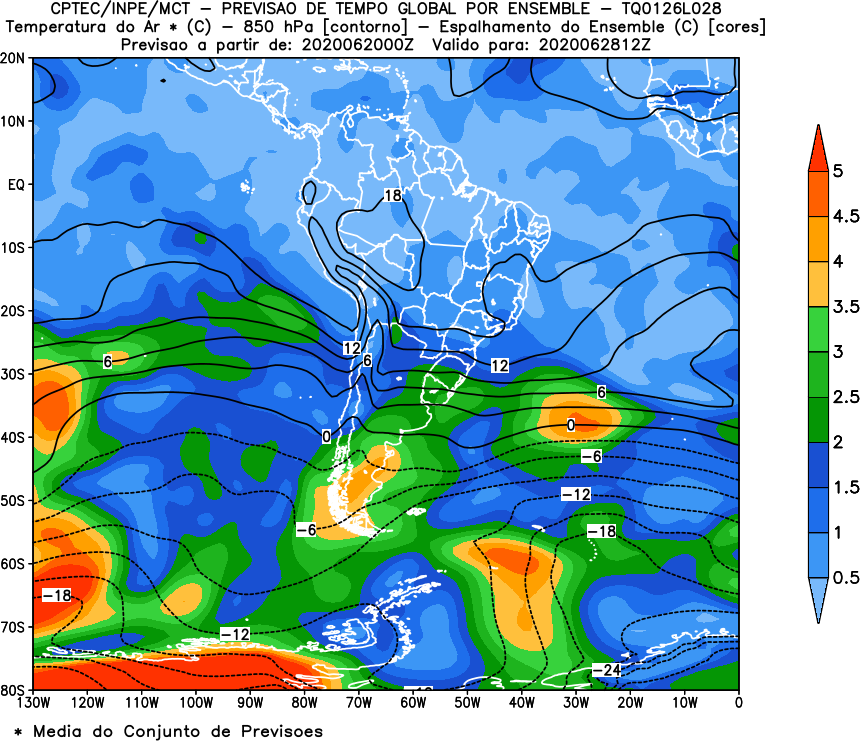 CPTEC/INPE/MCT – PREVISAO DE TEMPO GLOBAL POR ENSEMBLE – TQ0126L028
Temperatura do Ar * (C) – 850 hPa [contorno] – Espalhamento do Ensemble (C) [cores]
Previsao a partir de: 2020062000Z Valido para: 2020062812Z
20N
10N
EQ
10S
20S
30S
40S
50S
60S
70S
80S
18
12
6
12
6
6
0
0
–6
–12
–6
–18
–18
–12
–24
5
4.5
4
3.5
3
2.5
2
1.5
1
0.5
130W 120W 110W 100W 90W 80W 70W 60W 50W 40W 30W 20W 10W 0
* Media do Conjunto de Previsoes